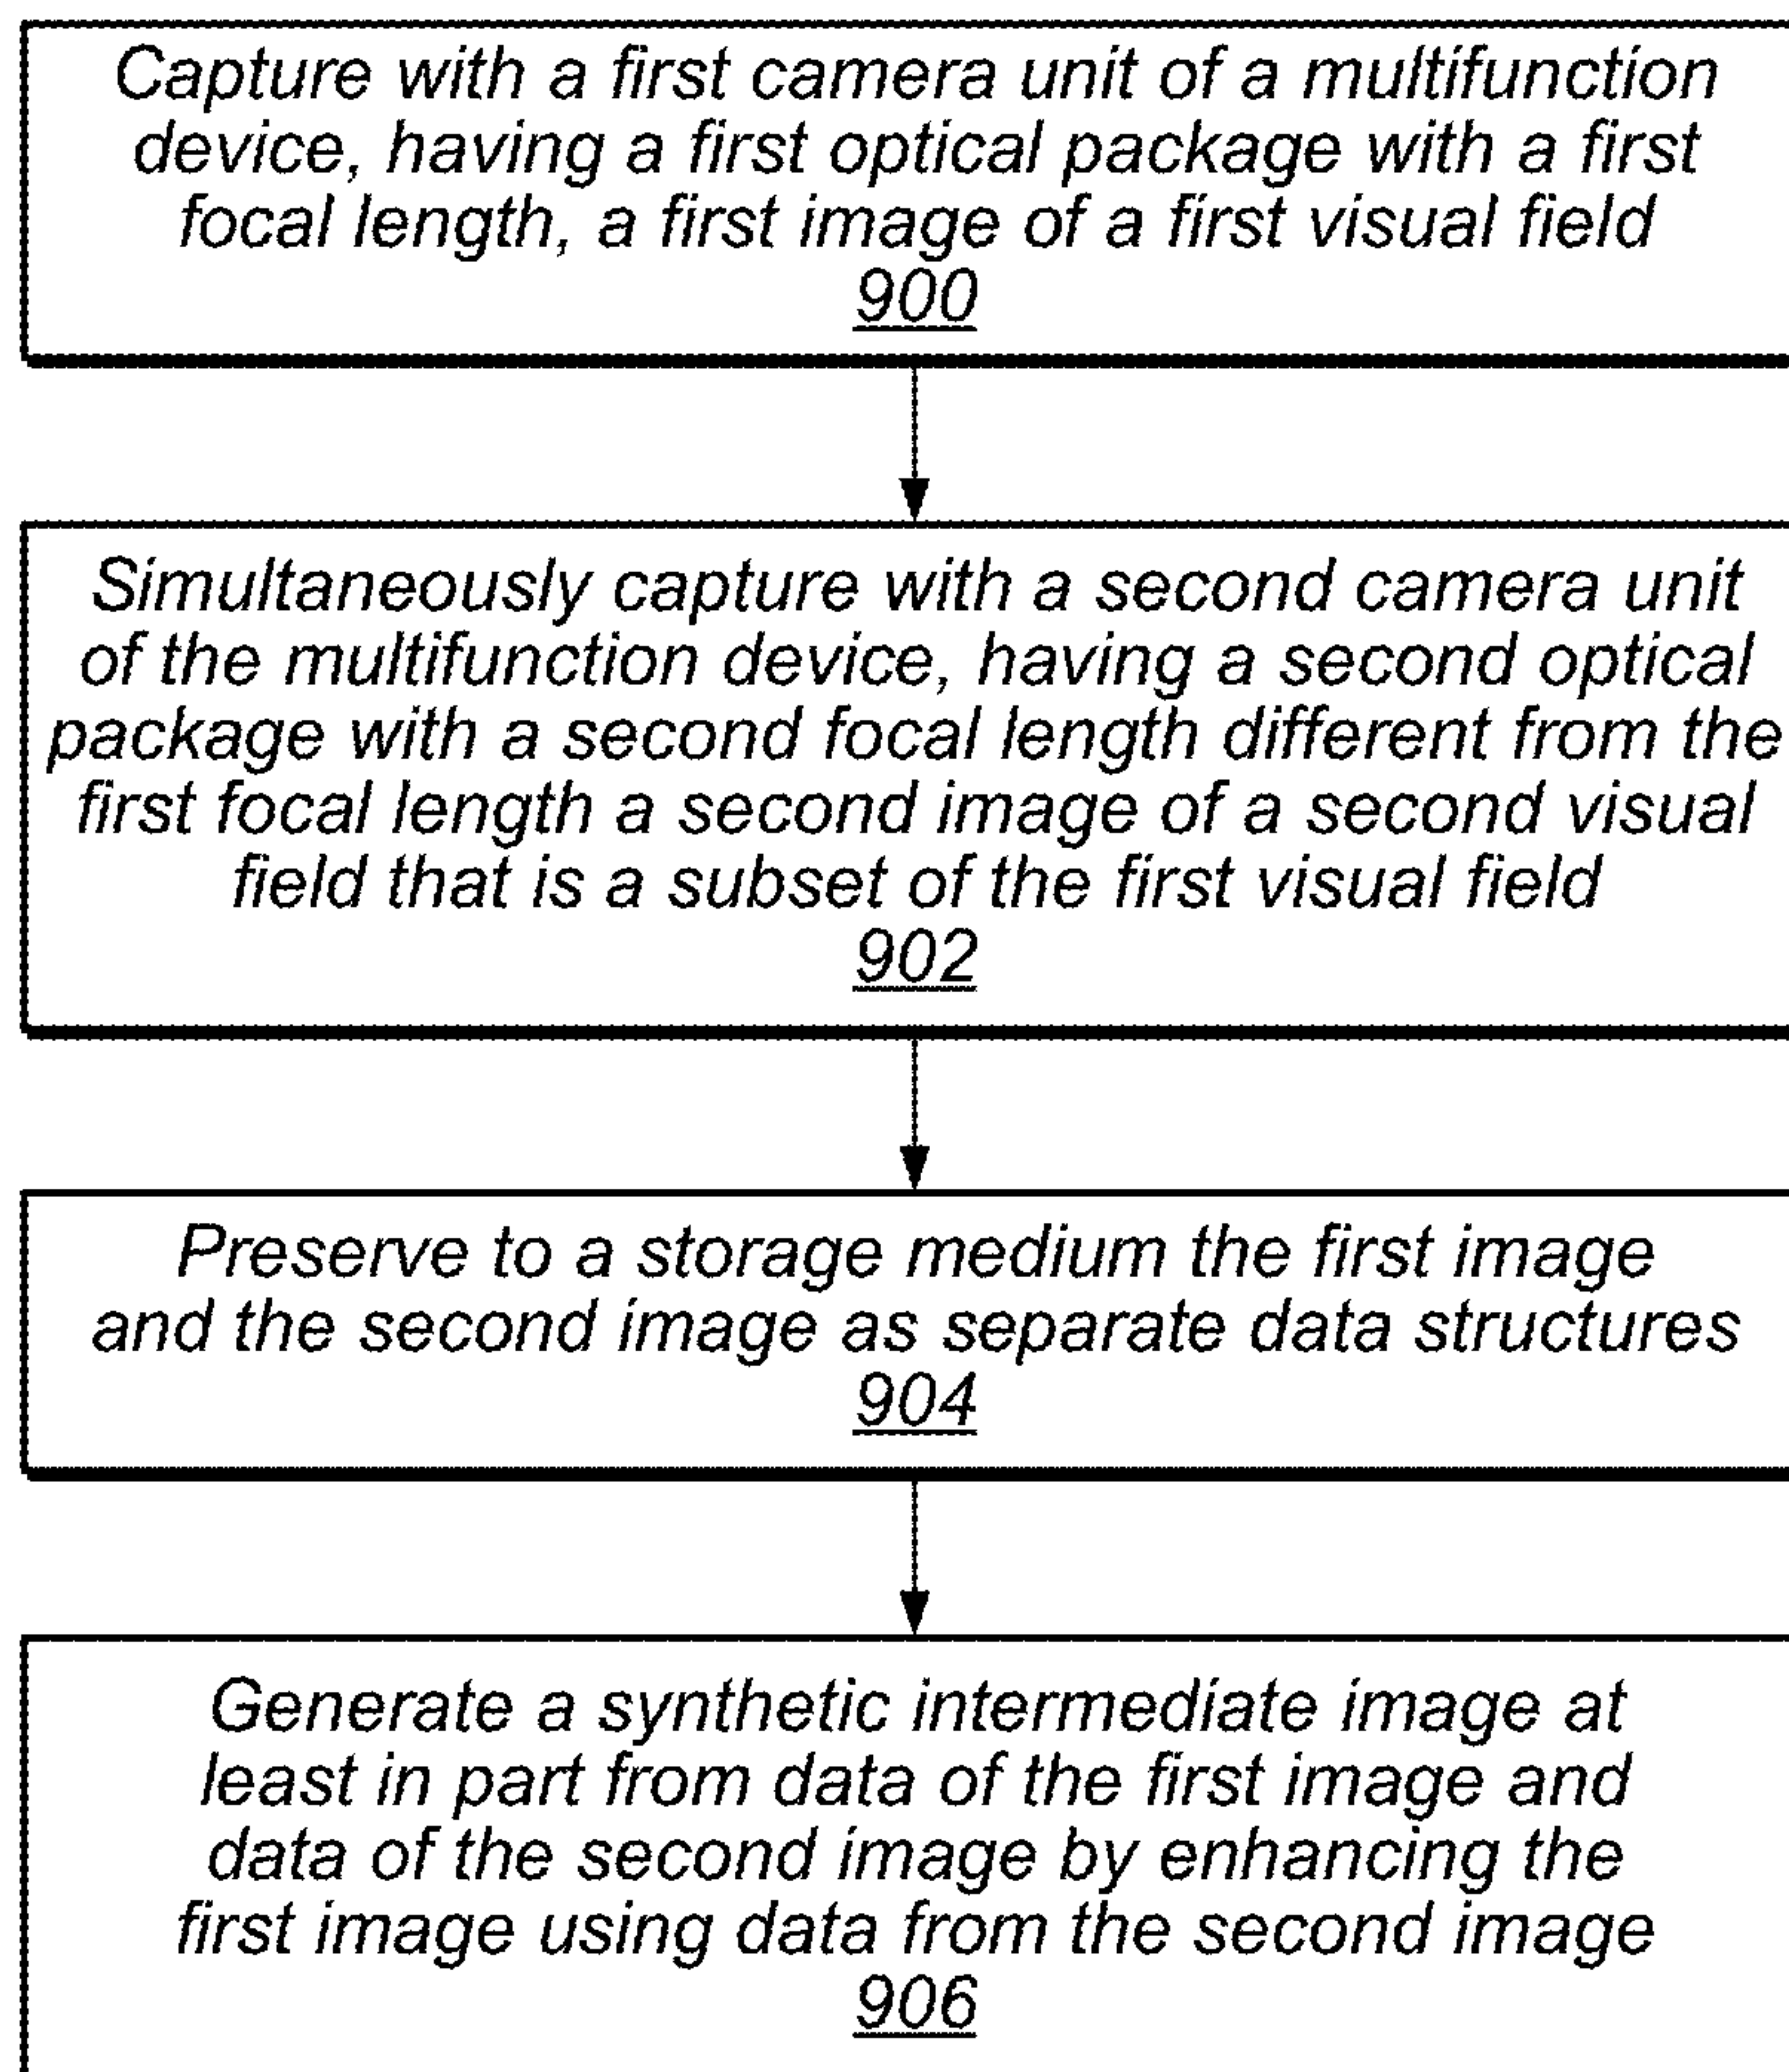 Capture with a first camera unit of a multifunction
device, having a first optical package with a first
focal length, a first image of a first visual field
900
Simultaneously capture with a second camera unit
of the multifunction device, having a second optical
package with a second focal length different from the
first focal length a second image of a second visual
field that is a subset of the first visual field
902
Preserve to a storage medium the first image
and the second image as separate data structures
904
Generate a synthetic intermediate image at
least in part from data of the first image and
data of the second image by enhancing the
first image using data from the second image
906